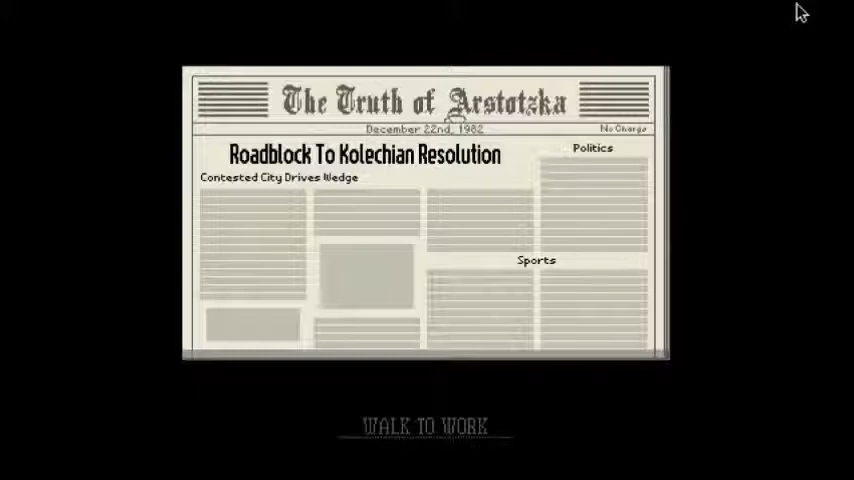 The Truth of Arstotzka
December 22nd, 1982
No Charge
Roadblock To Kolechian Resolution
Contested City Drives Wedge
Politics
Sports
WALK TO WORK